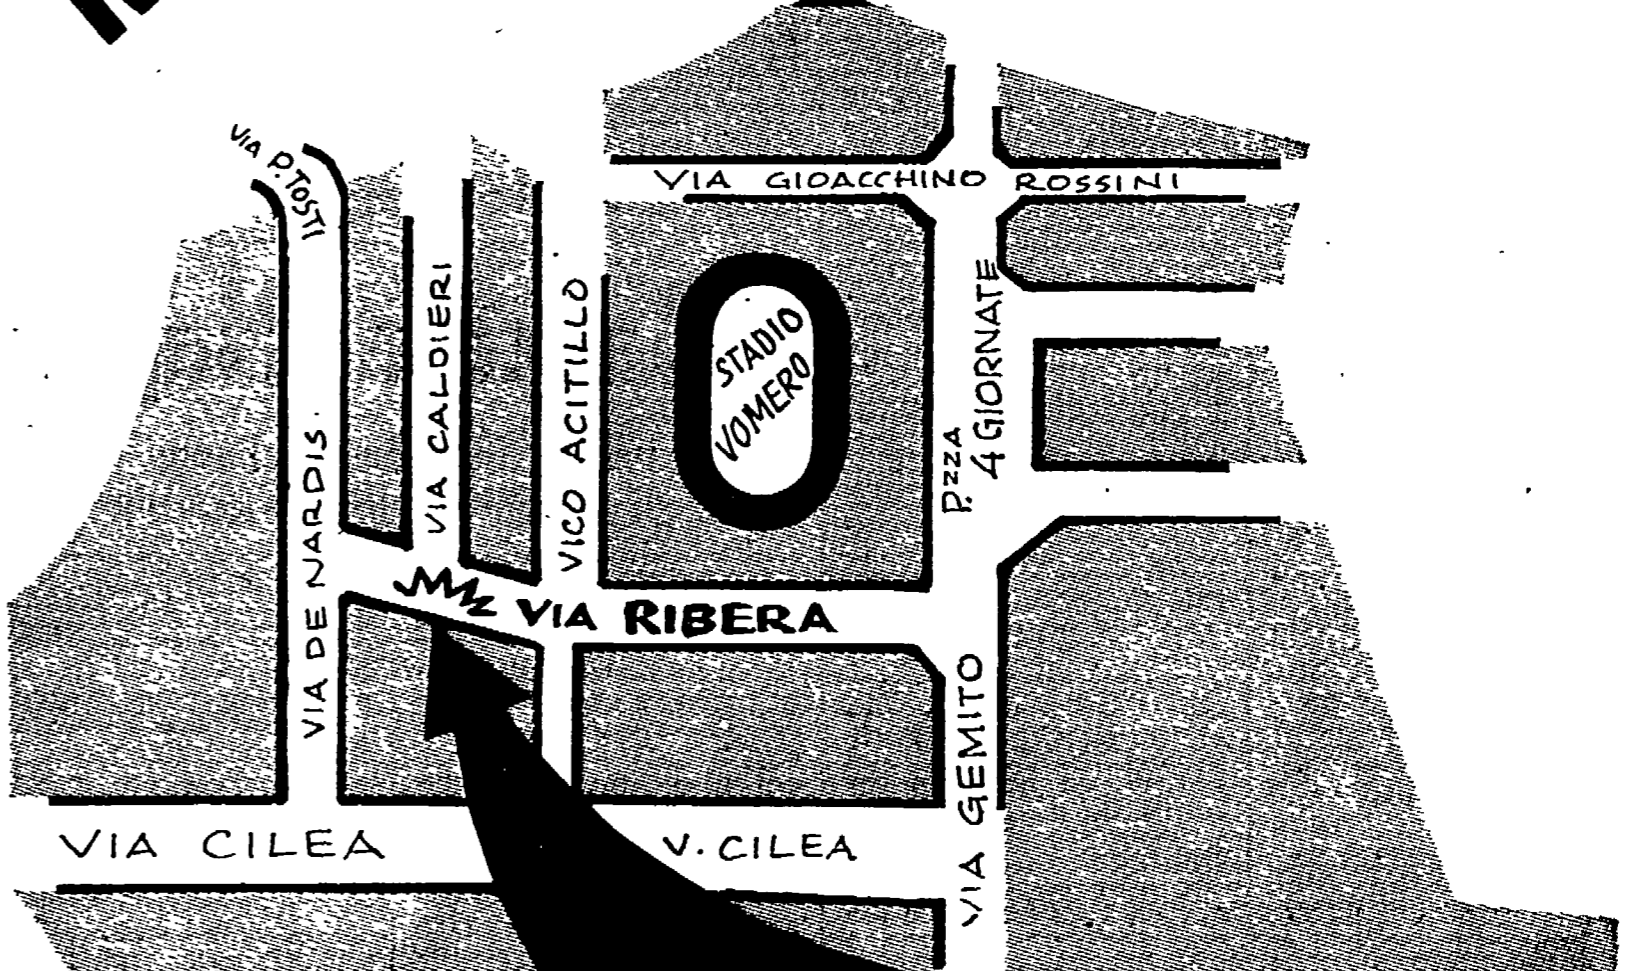 VIA P. TOSTI
VIA GIOACCHINO ROSSINI
VIA CALDIERI
VICO ACITILLO
STADIO
VOMERO
P.ZZA
4 GIORNATE
VIA DE NARDIS
VIA RIBERA
VIA GEMITO
VIA CILEA
V. CILEA